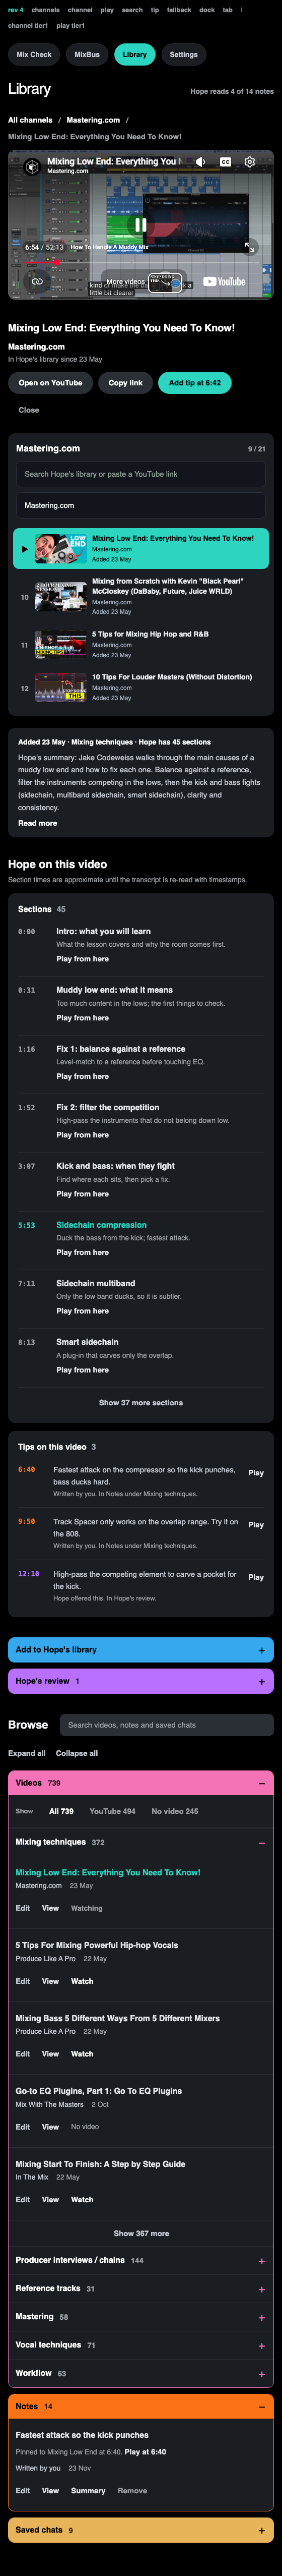 rev 4 channels channel play search tip fallback dock tab |
channel tier1 play tier1
Mix Check MixBus Library Settings
Library Hope reads 4 of 14 notes
All channels / Mastering.com /
Mixing Low End: Everything You Need To Know!
Mixing Low End: Everything You
Mastering.com
6:54 / 52:13 How To Handle A Muddy Mix
More videos
YouTube
little bit clearer
Mixing Low End: Everything You Need To Know!
Mastering.com
In Hope's library since 23 May
Open on YouTube Copy link Add tip at 6:42
Close
Mastering.com 9 / 21
Search Hope's library or paste a YouTube link
Mastering.com
LOW END
Mixing Low End: Everything You Need To Know!
Mastering.com
Added 23 May
10 Mixing from Scratch with Kevin "Black Pearl"
McCloskey (DaBaby, Future, Juice WRLD)
Mastering.com
Added 23 May
11 5 Tips for Mixing Hip Hop and R&B
Mastering.com
Added 23 May
12 10 Tips For Louder Masters (Without Distortion)
Mastering.com
Added 23 May
Added 23 May · Mixing techniques · Hope has 45 sections
Hope's summary: Jake Codeweiss walks through the main causes of a
muddy low end and how to fix each one. Balance against a reference,
filter the instruments competing in the lows, then the kick and bass fights
(sidechain, multiband sidechain, smart sidechain), clarity and
consistency.
Read more
Hope on this video
Section times are approximate until the transcript is re-read with timestamps.
Sections 45
0:00 Intro: what you will learn
What the lesson covers and why the room comes first.
Play from here
0:31 Muddy low end: what it means
Too much content in the lows; the first things to check.
Play from here
1:16 Fix 1: balance against a reference
Level-match to a reference before touching EQ.
Play from here
1:52 Fix 2: filter the competition
High-pass the instruments that do not belong down low.
Play from here
3:07 Kick and bass: when they fight
Find where each sits, then pick a fix.
Play from here
5:53 Sidechain compression
Duck the bass from the kick; fastest attack.
Play from here
7:11 Sidechain multiband
Only the low band ducks, so it is subtler.
Play from here
8:13 Smart sidechain
A plug-in that carves only the overlap.
Play from here
Show 37 more sections
Tips on this video 3
6:40 Fastest attack on the compressor so the kick punches, Play
bass ducks hard.
Written by you. In Notes under Mixing techniques.
9:50 Track Spacer only works on the overlap range. Try it on Play
the 808.
Written by you. In Notes under Mixing techniques.
12:10 High-pass the competing element to carve a pocket for Play
the kick.
Hope offered this. In Hope's review.
Add to Hope's library +
Hope's review 1 +
Browse Search videos, notes and saved chats
Expand all Collapse all
Videos 739 −
Show All 739 YouTube 494 No video 245
Mixing techniques 372 −
Mixing Low End: Everything You Need To Know!
Mastering.com 23 May
Edit View Watching
5 Tips For Mixing Powerful Hip-hop Vocals
Produce Like A Pro 22 May
Edit View Watch
Mixing Bass 5 Different Ways From 5 Different Mixers
Produce Like A Pro 22 May
Edit View Watch
Go-to EQ Plugins, Part 1: Go To EQ Plugins
Mix With The Masters 2 Oct
Edit View No video
Mixing Start To Finish: A Step by Step Guide
In The Mix 22 May
Edit View Watch
Show 367 more
Producer interviews / chains 144 +
Reference tracks 31 +
Mastering 58 +
Vocal techniques 71 +
Workflow 63 +
Notes 14 −
Fastest attack so the kick punches
Pinned to Mixing Low End at 6:40. Play at 6:40
Written by you 23 Nov
Edit View Summary Remove
Saved chats 9 +